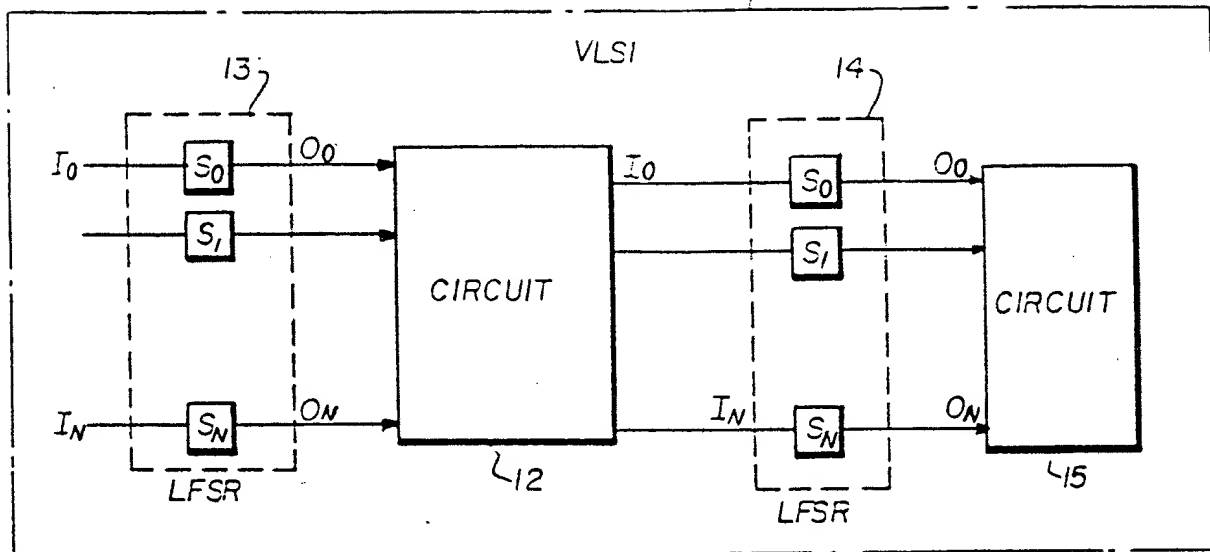 VLSI
13
14
I0 S0 O0
I0 S0 O0
S1
S1
CIRCUIT
CIRCUIT
IN SN ON
IN SN ON
12
15
LFSR
LFSR